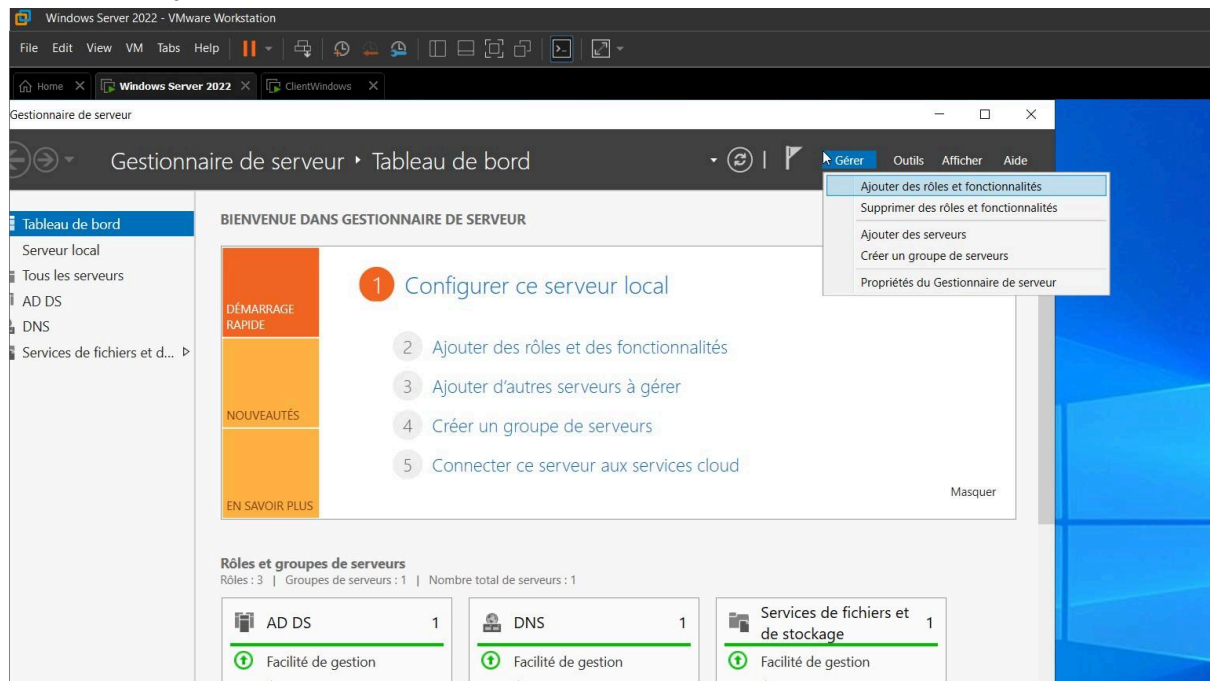 Windows Server 2022 - VMware Workstation
File Edit View VM Tabs Help
Home Windows Server 2022 ClientWindows
Gestionnaire de serveur
Gestionnaire de serveur Tableau de bord
Gérer Outils Afficher Aide
Ajouter des rôles et fonctionnalités
Supprimer des rôles et fonctionnalités
Ajouter des serveurs
Créer un groupe de serveurs
Propriétés du Gestionnaire de serveur
Tableau de bord
Serveur local
Tous les serveurs
AD DS
DNS
Services de fichiers et d...
BIENVENUE DANS GESTIONNAIRE DE SERVEUR
DÉMARRAGE
RAPIDE
NOUVEAUTÉS
EN SAVOIR PLUS
1 Configurer ce serveur local
2 Ajouter des rôles et des fonctionnalités
3 Ajouter d'autres serveurs à gérer
4 Créer un groupe de serveurs
5 Connecter ce serveur aux services cloud
Masquer
Rôles et groupes de serveurs
Rôles : 3 | Groupes de serveurs : 1 | Nombre total de serveurs : 1
AD DS 1
Facilité de gestion
DNS 1
Facilité de gestion
Services de fichiers et
de stockage 1
Facilité de gestion